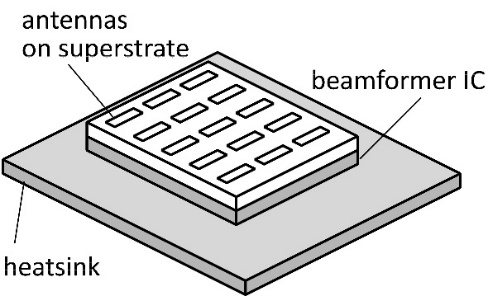 antennas
on superstrate
beamformer IC
heatsink